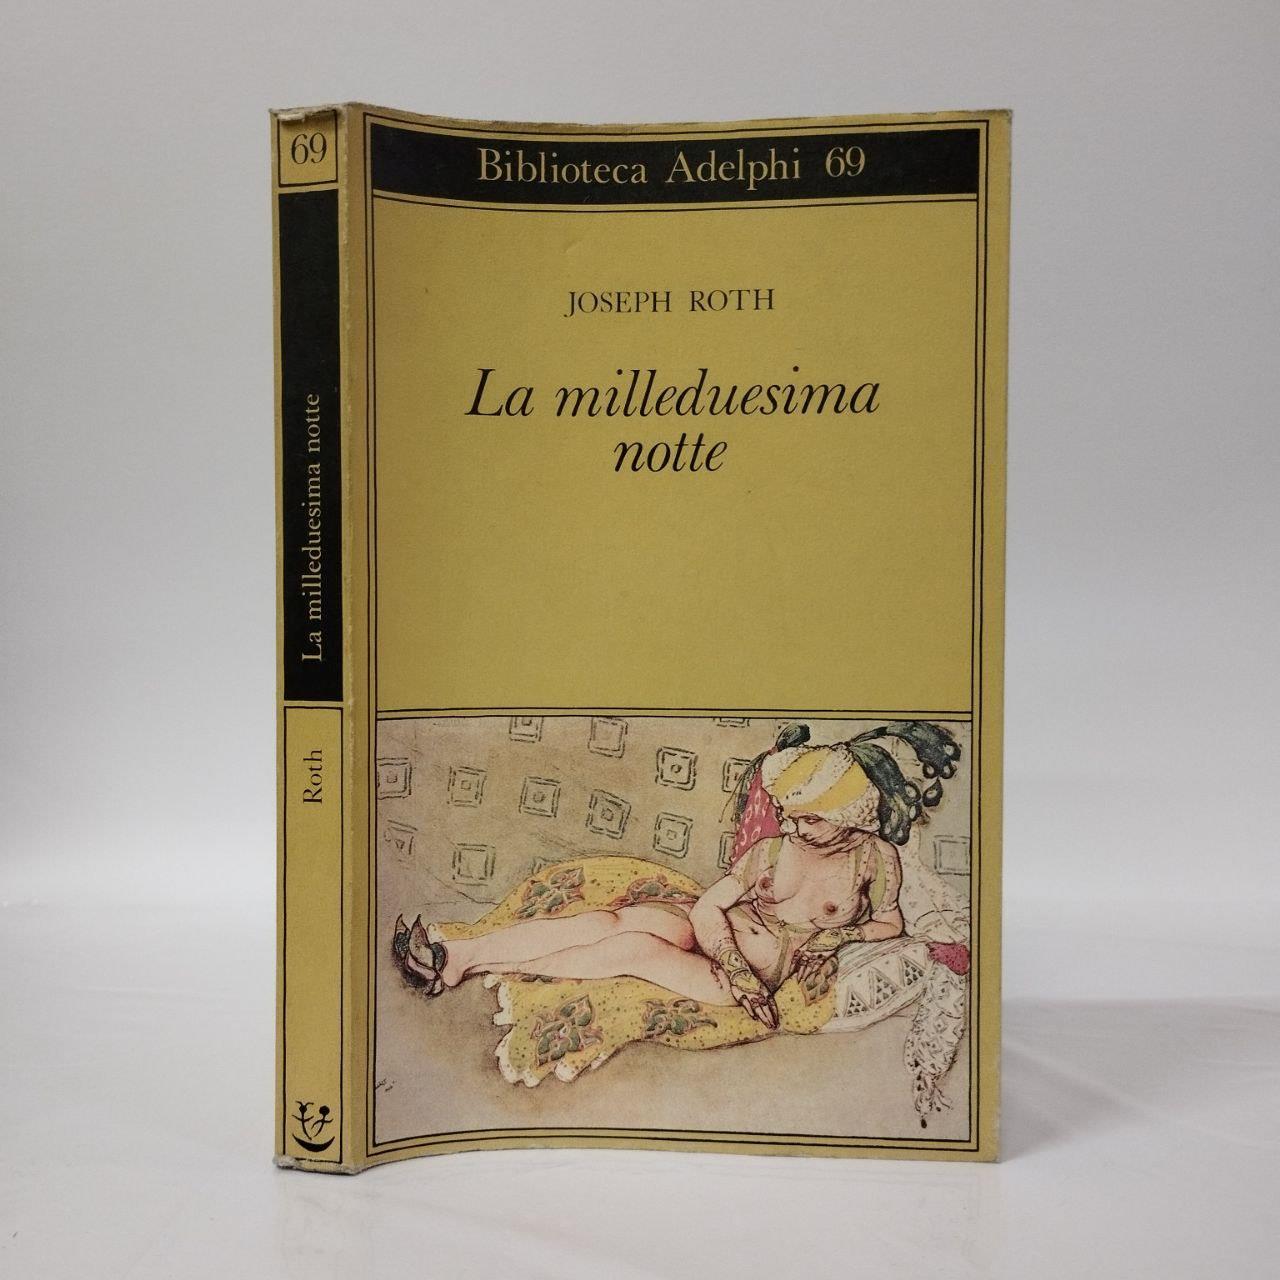 69
La milleduesima notte
Roth
Biblioteca Adelphi 69
JOSEPH ROTH
La milleduesima
notte